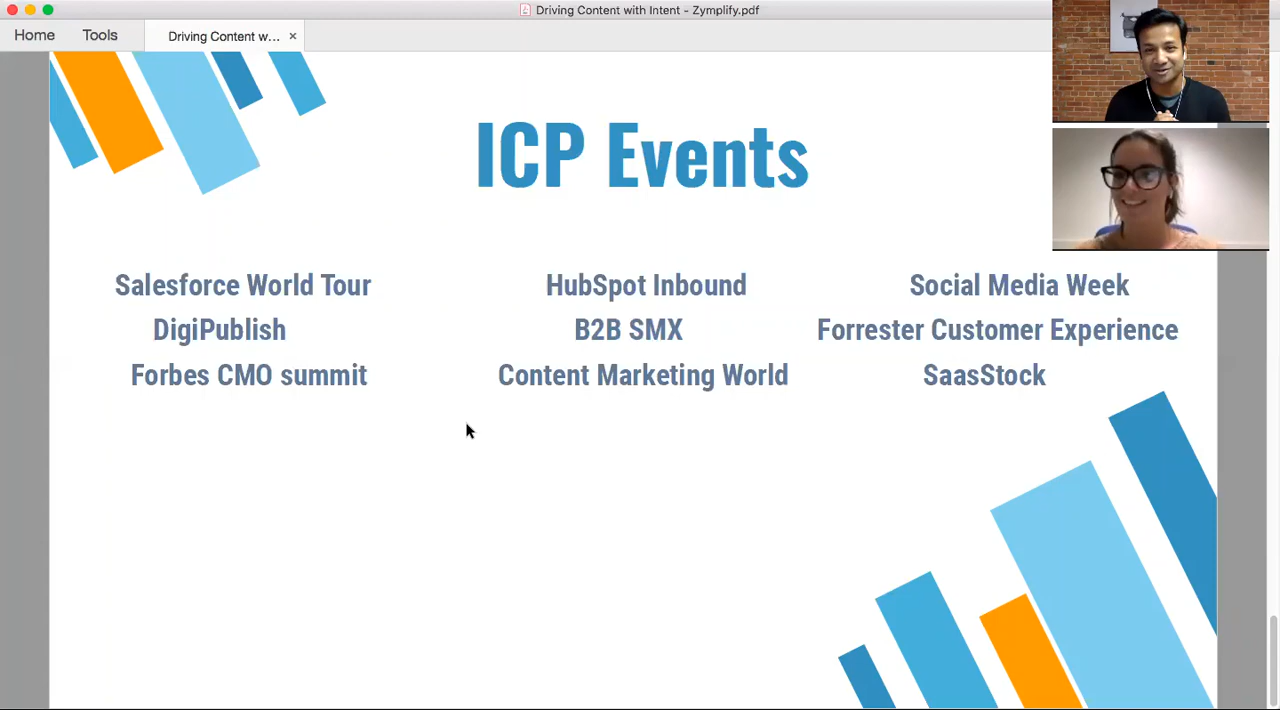 Driving Content with Intent - Zymplify.pdf
Home Tools Driving Content w... ×
ICP Events
Salesforce World Tour HubSpot Inbound Social Media Week
DigiPublish B2B SMX Forrester Customer Experience
Forbes CMO summit Content Marketing World SaasStock